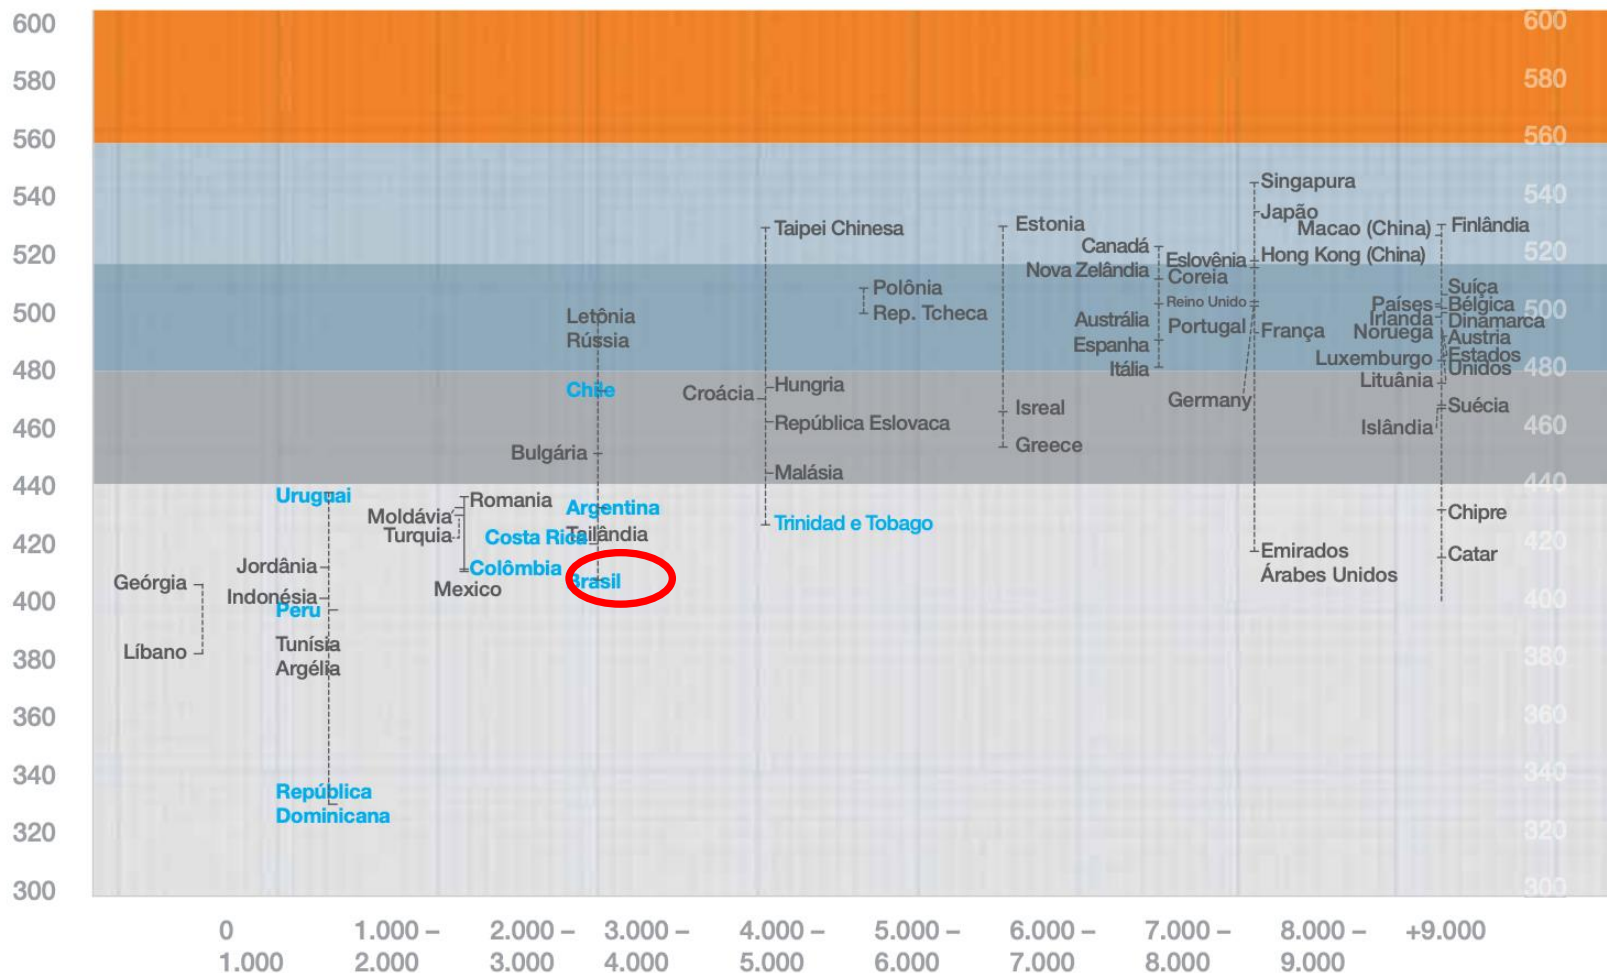 600
580
560
540
520
500
480
460
440
420
400
380
360
340
320
300
600
580
560
540
520
500
480
460
440
420
400
380
360
340
320
300
Geórgia
Líbano
Uruguai
Jordânia
Indonésia
Peru
Tunísia
Argélia
República
Dominicana
Romania
Moldávia
Turquia
Colômbia
Mexico
Letônia
Rússia
Chile
Bulgária
Argentina
Tailândia
Costa Rica
Brasil
Taipei Chinesa
Hungria
Croácia
República Eslovaca
Malásia
Trinidad e Tobago
Polônia
Rep. Tcheca
Estonia
Isreal
Greece
Canadá
Nova Zelândia
Austrália
Espanha
Itália
Singapura
Japão
Eslovênia
Hong Kong (China)
Coreia
Reino Unido
Portugal
França
Germany
Emirados
Árabes Unidos
Macao (China)
Finlândia
Suíça
Países
Bélgica
Irlanda
Dinamarca
Noruega
Austria
Luxemburgo
Estados
Unidos
Lituânia
Suécia
Islândia
Chipre
Catar
0
1.000
1.000 –
2.000
2.000 –
3.000
3.000 –
4.000
4.000 –
5.000
5.000 –
6.000
6.000 –
7.000
7.000 –
8.000
8.000 –
9.000
+9.000